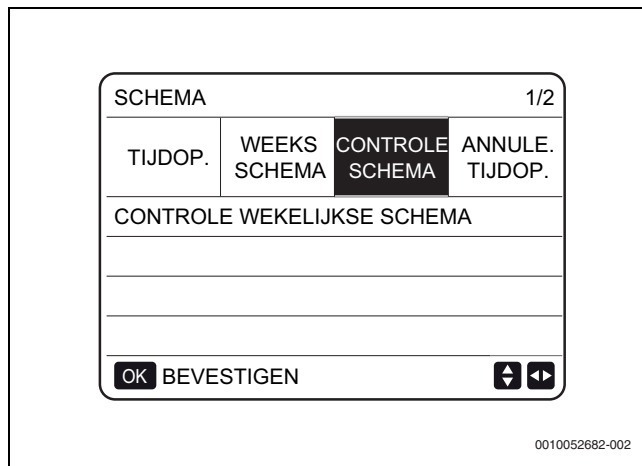 SCHEMA 1/2
TIJDOP. WEEKS SCHEMA CONTROLE SCHEMA ANNULE. TIJDOP.
CONTROLE WEKELIJKSE SCHEMA
OK BEVESTIGEN
0010052682-002